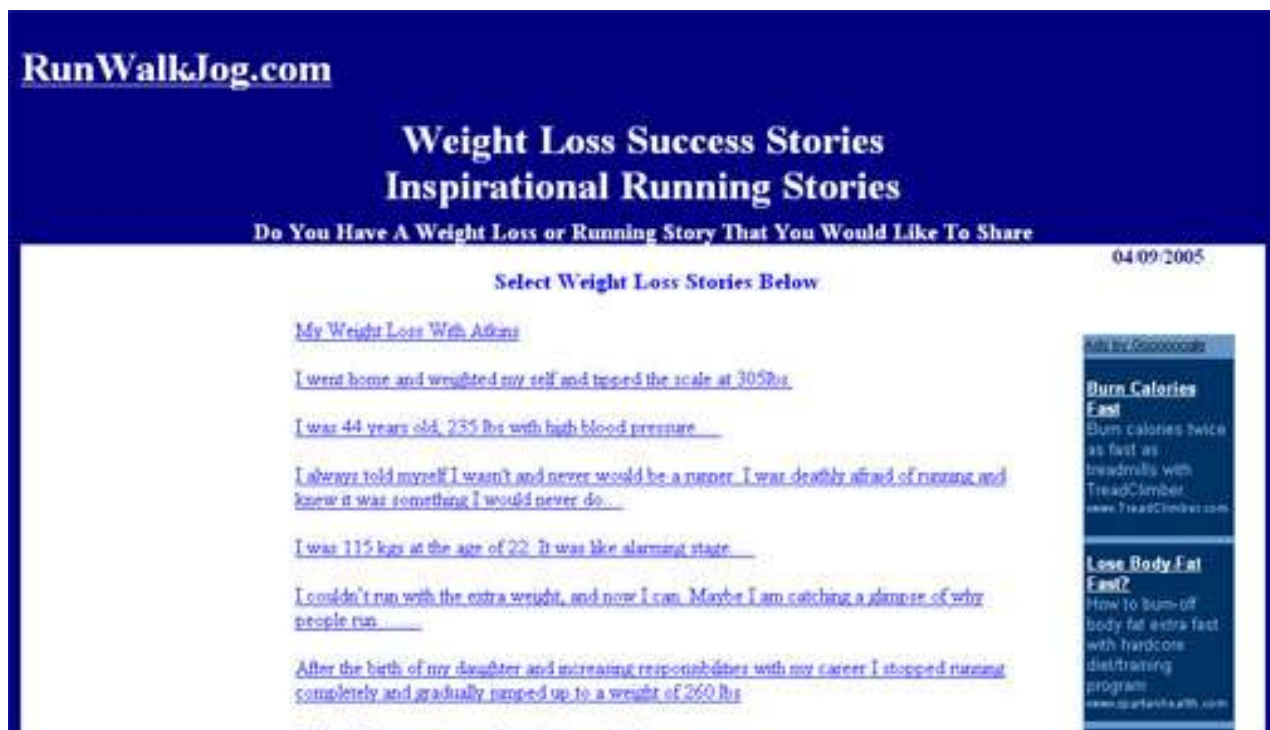 RunWalkJog.com
Weight Loss Success Stories
Inspirational Running Stories
Do You Have A Weight Loss or Running Story That You Would Like To Share
04/09/2005
Select Weight Loss Stories Below
My Weight Loss With Atkins
I went home and weighted my self and tipped the scale at 305lbs.
I was 44 years old, 235 lbs with high blood pressure.....
I always told myself I wasn't and never would be a runner. I was deathly afraid of running and
knew it was something I would never do....
I was 115 kgs at the age of 22. It was like alarming stage.....
I couldn't run with the extra weight, and now I can. Maybe I am catching a glimpse of why
people run........
After the birth of my daughter and increasing responsibilities with my career I stopped running
completely and gradually jumped up to a weight of 260 lbs
Ads by Goooooogle
Burn Calories
Fast
Burn calories twice
as fast as
treadmills with
TreadClimber.
www.TreadClimber.com
Lose Body Fat
Fast?
How to burn-off
body fat extra fast
with hardcore
diet/training
program
www.spartanhealth.com